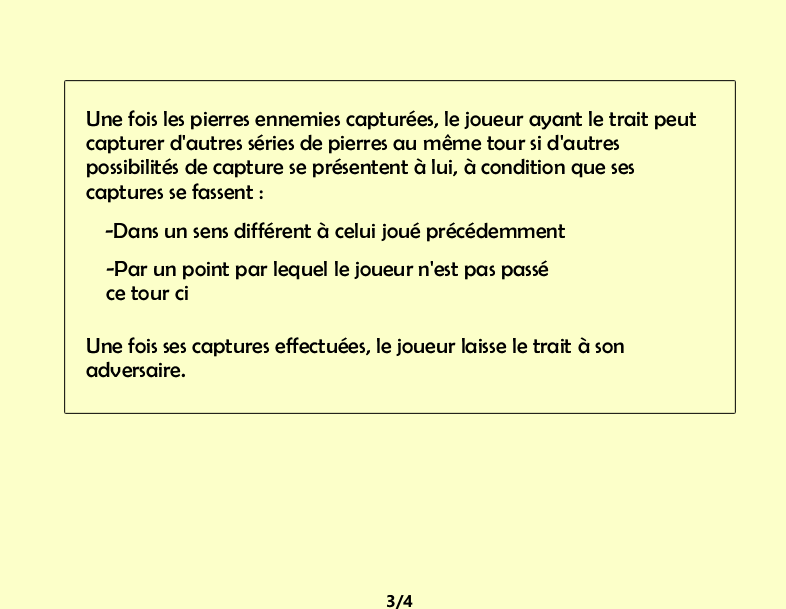 Une fois les pierres ennemies capturées, le joueur ayant le trait peut
capturer d'autres séries de pierres au même tour si d'autres
possibilités de capture se présentent à lui, à condition que ses
captures se fassent :
-Dans un sens différent à celui joué précédemment
-Par un point par lequel le joueur n'est pas passé
ce tour ci
Une fois ses captures effectuées, le joueur laisse le trait à son
adversaire.
3/4